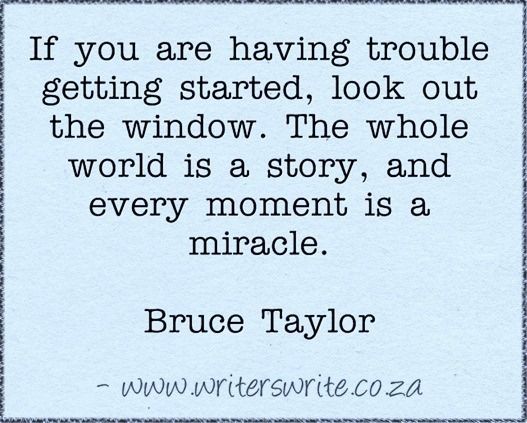 If you are having trouble
getting started, look out
the window. The whole
world is a story, and
every moment is a
miracle.
Bruce Taylor
- www.writerswrite.co.za